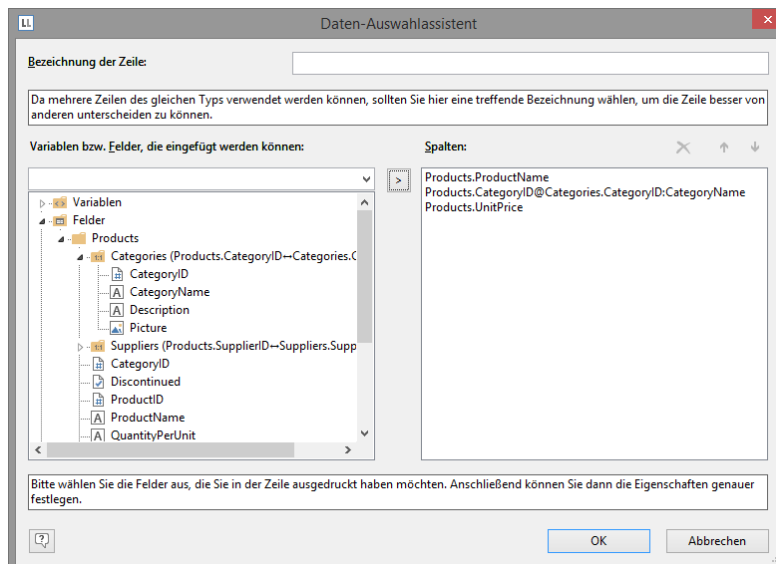 LL
Daten-Auswahlassistent
Bezeichnung der Zeile:
Da mehrere Zeilen des gleichen Typs verwendet werden können, sollten Sie hier eine treffende Bezeichnung wählen, um die Zeile besser von
anderen unterscheiden zu können.
Variablen bzw. Felder, die eingefügt werden können:
Spalten:
>
Variablen
Felder
Products
1:1 Categories (Products.CategoryID↔Categories.C
CategoryID
A CategoryName
A Description
Picture
1:1 Suppliers (Products.SupplierID↔Suppliers.Supp
CategoryID
Discontinued
ProductID
A ProductName
A QuantityPerUnit
Products.ProductName
Products.CategoryID@Categories.CategoryID:CategoryName
Products.UnitPrice
Bitte wählen Sie die Felder aus, die Sie in der Zeile ausgedruckt haben möchten. Anschließend können Sie dann die Eigenschaften genauer
festlegen.
OK
Abbrechen